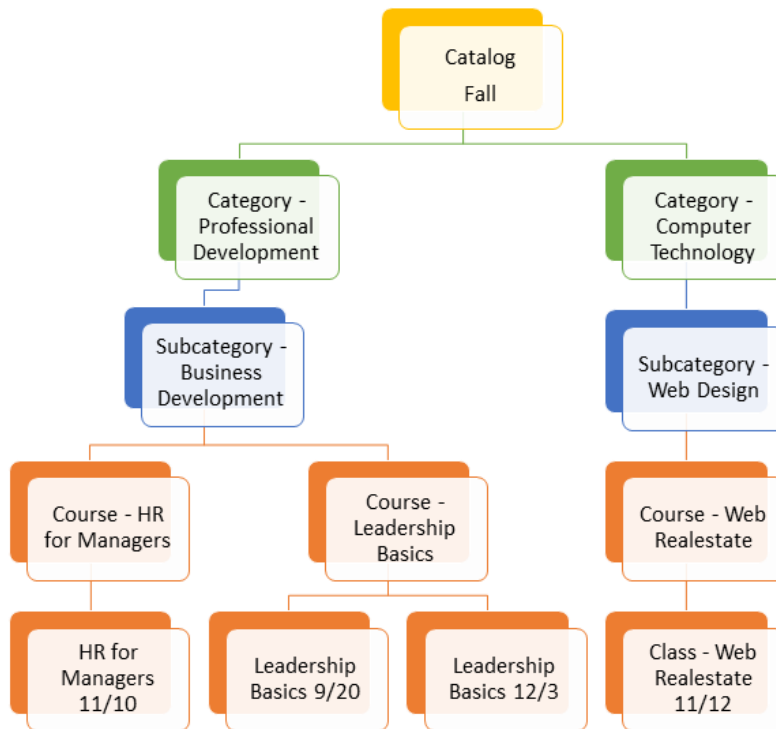 Catalog
Fall
Category -
Professional
Development
Category -
Computer
Technology
Subcategory -
Business
Development
Subcategory -
Web Design
Course - HR
for Managers
Course -
Leadership
Basics
Course - Web
Realestate
HR for
Managers
11/10
Leadership
Basics 9/20
Leadership
Basics 12/3
Class - Web
Realestate
11/12